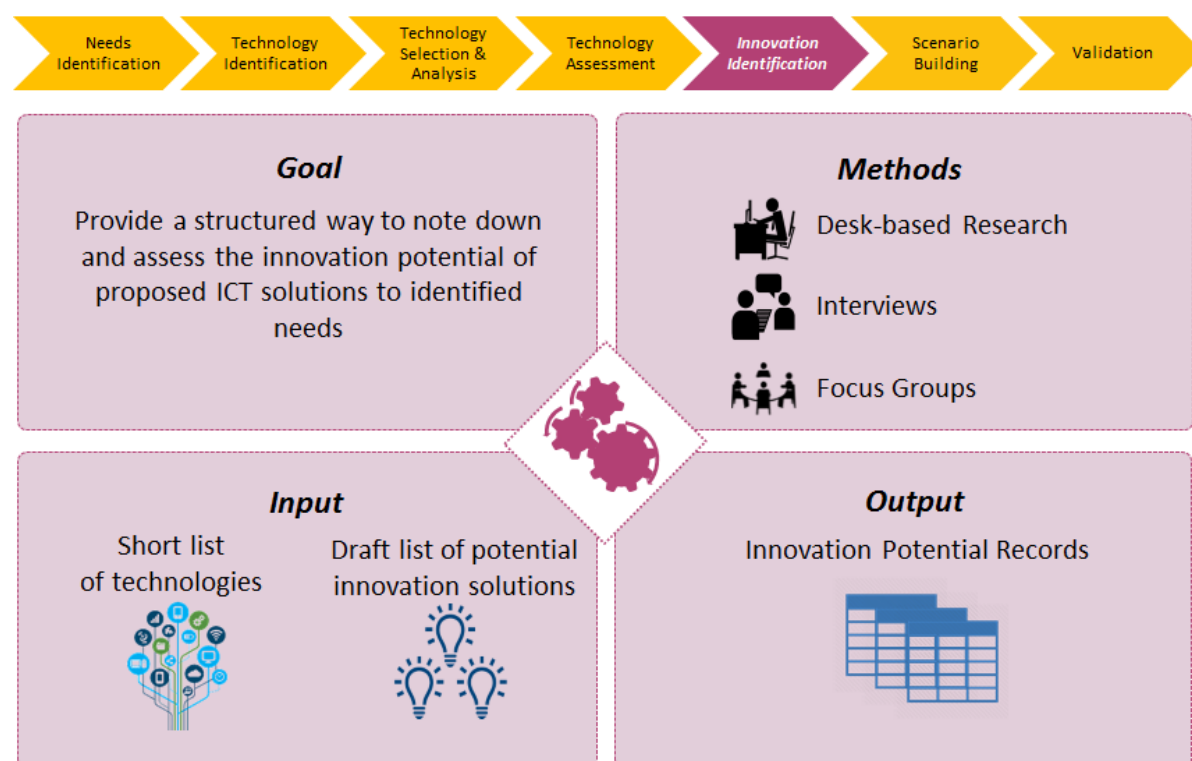 Needs
Identification
Technology
Identification
Technology
Selection &
Analysis
Technology
Assessment
Innovation
Identification
Scenario
Building
Validation
Goal
Provide a structured way to note down
and assess the innovation potential of
proposed ICT solutions to identified
needs
Methods
Desk-based Research
Interviews
Focus Groups
Input
Short list
of technologies
Draft list of potential
innovation solutions
Output
Innovation Potential Records